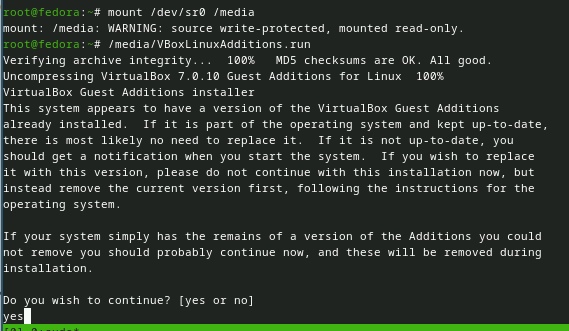 root@fedora:~# mount /dev/sr0 /media
mount: /media: WARNING: source write-protected, mounted read-only.
root@fedora:~# /media/VBoxLinuxAdditions.run
Verifying archive integrity...  100%   MD5 checksums are OK. All good.
Uncompressing VirtualBox 7.0.10 Guest Additions for Linux  100%
VirtualBox Guest Additions installer
This system appears to have a version of the VirtualBox Guest Additions
already installed.  If it is part of the operating system and kept up-to-date,
there is most likely no need to replace it.  If it is not up-to-date, you
should get a notification when you start the system.  If you wish to replace
it with this version, please do not continue with this installation now, but
instead remove the current version first, following the instructions for the
operating system.

If your system simply has the remains of a version of the Additions you could
not remove you should probably continue now, and these will be removed during
installation.

Do you wish to continue? [yes or no]
yes